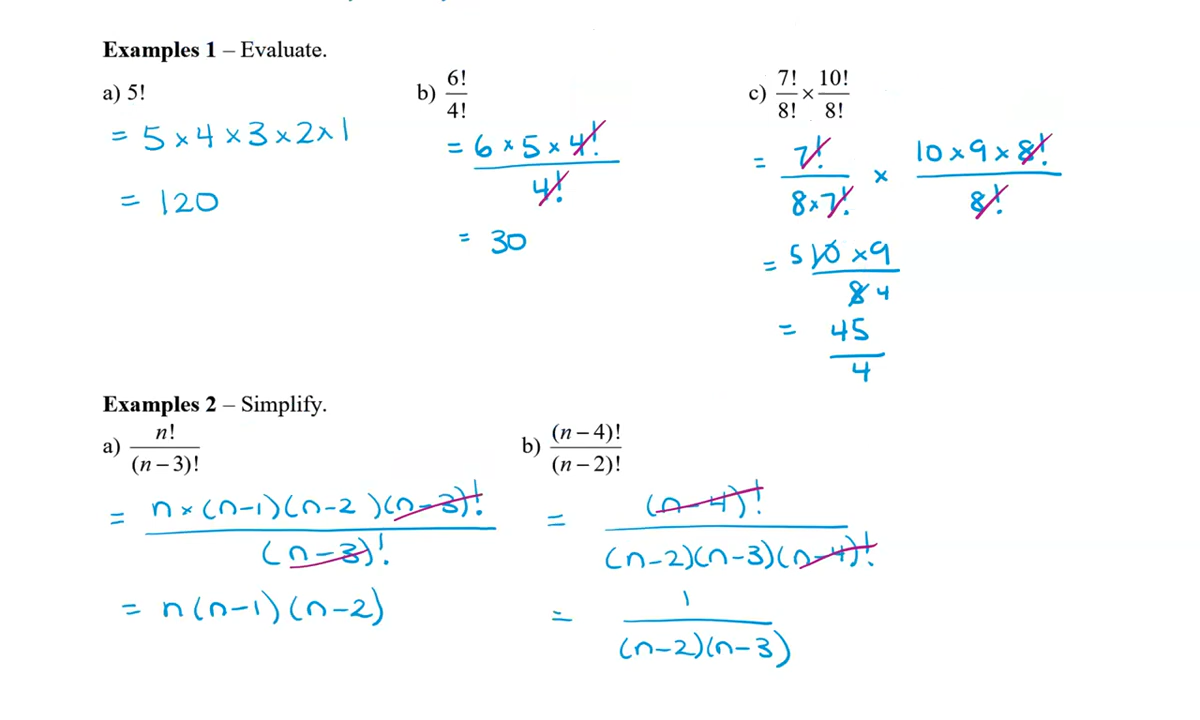 Examples 1 – Evaluate.
a) 5!
= 5 × 4 × 3 × 2 × 1
= 120
b) 6!/4!
= 6 × 5 × 4!/4!
= 30
c) 7!/8! × 10!/8!
= 7!/8 × 7! × 10 × 9 × 8!/8!
= 5 10 × 9/8 4
= 45/4
Examples 2 – Simplify.
a) n!/(n – 3)!
= n × (n-1)(n-2)(n-3)!/(n-3)!
= n(n-1)(n-2)
b) (n – 4)!/(n – 2)!
= (n-4)!/(n-2)(n-3)(n-4)!
= 1/(n-2)(n-3)